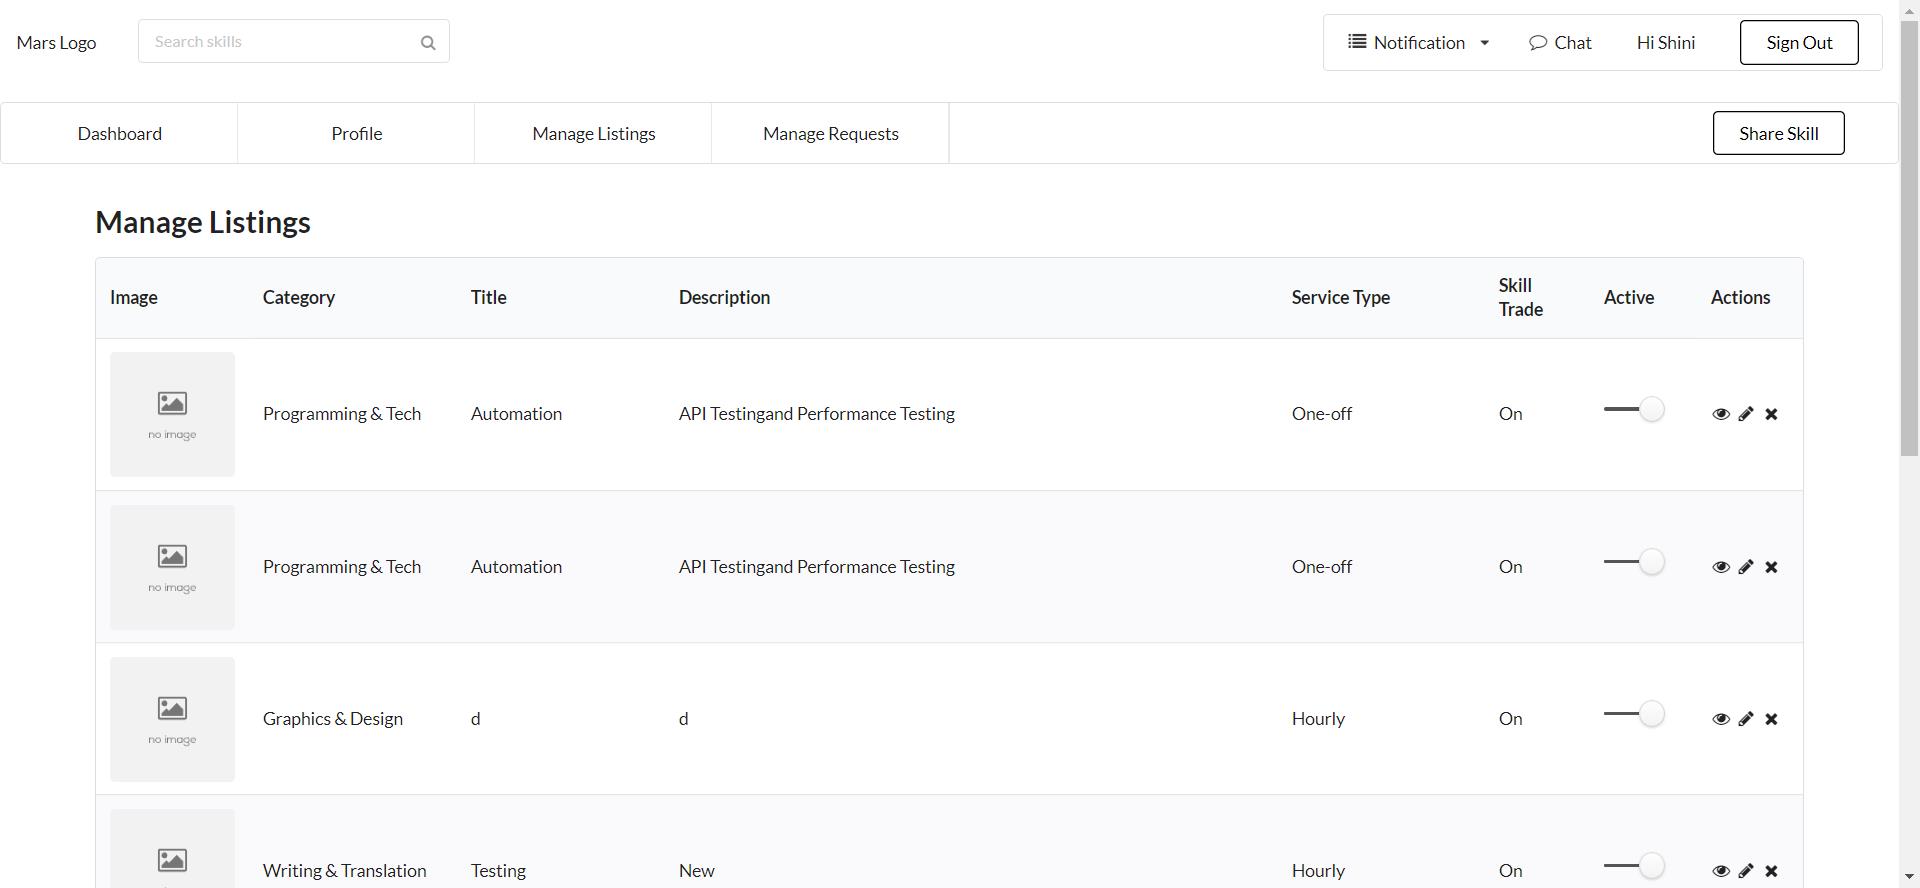 Mars Logo
Search skills
Notification
Chat
Hi Shini
Sign Out
Dashboard
Profile
Manage Listings
Manage Requests
Share Skill
Manage Listings
Image
Category
Title
Description
Service Type
Skill
Trade
Active
Actions
no image
Programming & Tech
Automation
API Testingand Performance Testing
One-off
On
no image
Programming & Tech
Automation
API Testingand Performance Testing
One-off
On
no image
Graphics & Design
d
d
Hourly
On
Writing & Translation
Testing
New
Hourly
On